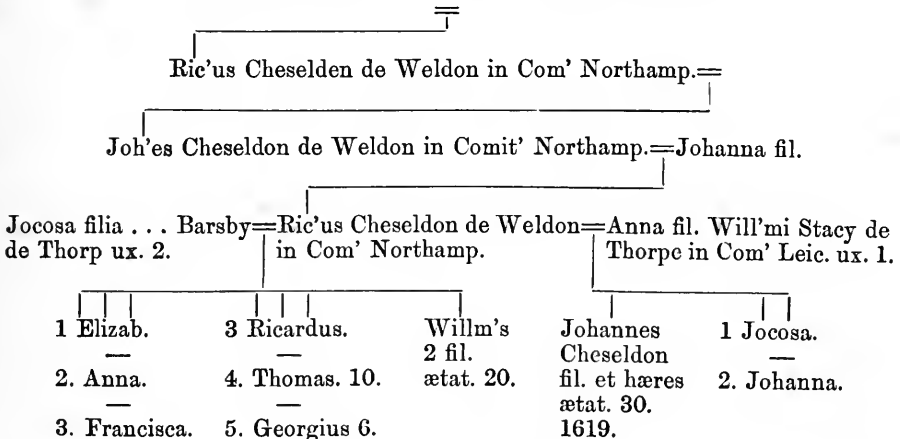 Ric'us Cheselden de Weldon in Com' Northamp.=
Joh'es Cheseldon de Weldon in Comit' Northamp.=Johanna fil.
Jocosa filia . . . Barsby=Ric'us Cheseldon de Weldon=Anna fil. Will'mi Stacy de
de Thorp ux. 2. in Com' Northamp. Thorpe in Com' Leic. ux. 1.
1 Elizab. 3 Ricardus. Willm's Johannes 1 Jocosa.
2 fil. Cheseldon
2. Anna. 4. Thomas. 10. ætat. 20. fil. et hæres 2. Johanna.
ætat. 30.
3. Francisca. 5. Georgius 6. 1619.